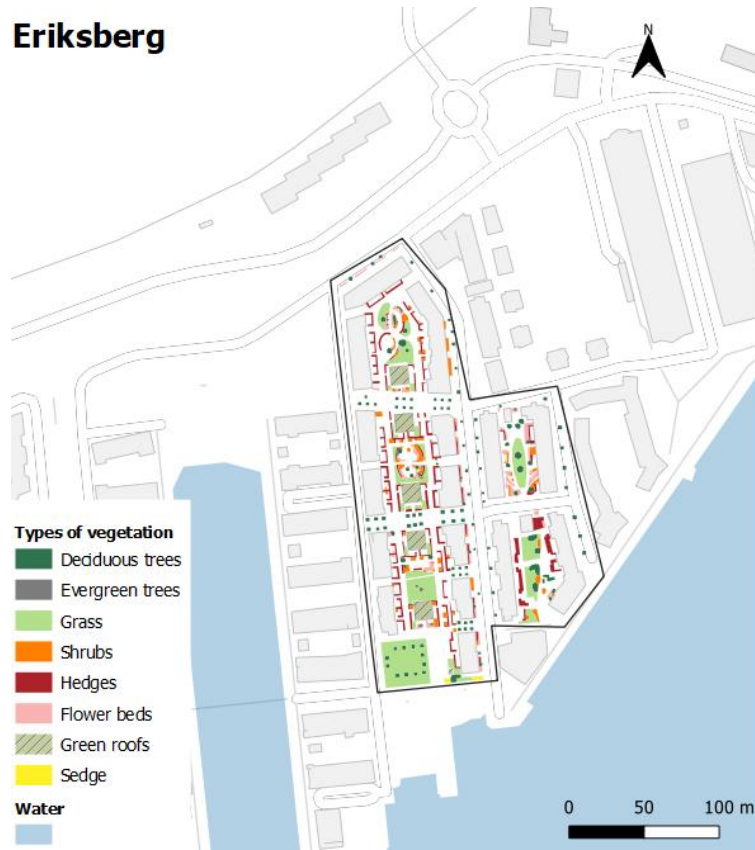 Eriksberg
N
Types of vegetation
Deciduous trees
Evergreen trees
Grass
Shrubs
Hedges
Flower beds
Green roofs
Sedge
Water
0 50 100 m